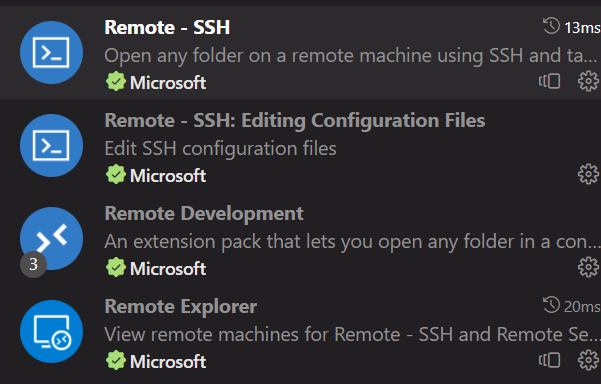 Remote - SSH 13ms
Open any folder on a remote machine using SSH and ta...
Microsoft
Remote - SSH: Editing Configuration Files
Edit SSH configuration files
Microsoft
Remote Development
An extension pack that lets you open any folder in a con...
3
Microsoft
Remote Explorer 20ms
View remote machines for Remote - SSH and Remote Se...
Microsoft